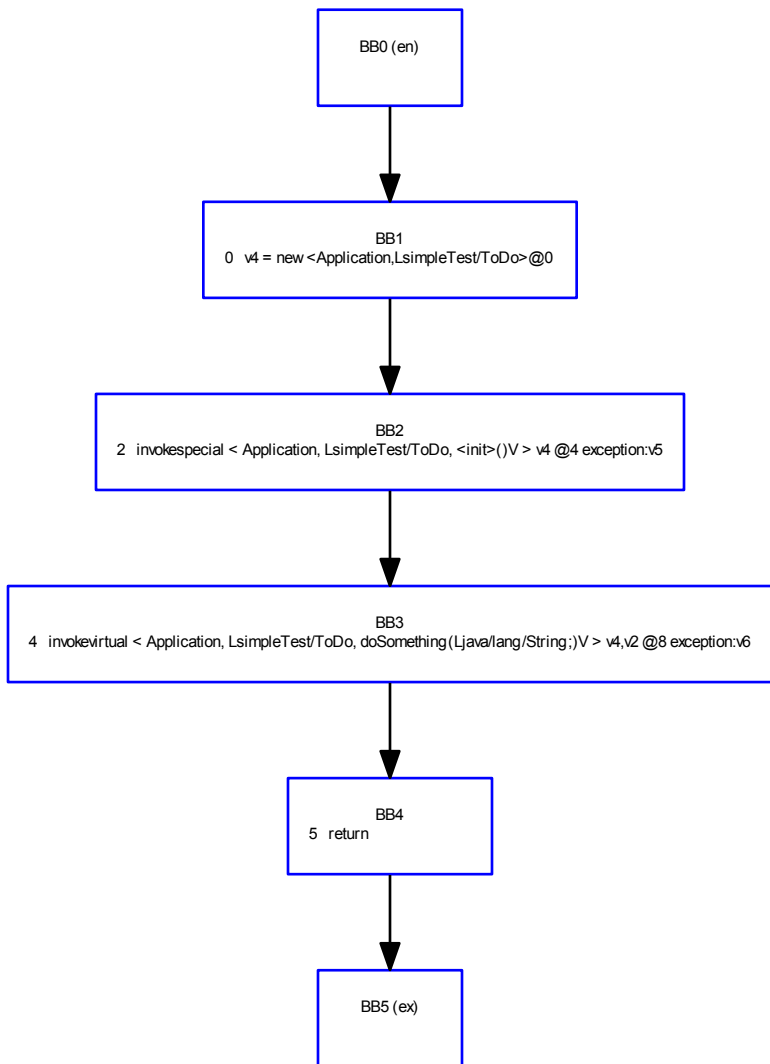 BB0 (en)
BB1
0 v4 = new <Application,LsimpleTest/ToDo>@0
BB2
2 invokespecial < Application, LsimpleTest/ToDo, <init>()V > v4 @4 exception:v5
BB3
4 invokevirtual < Application, LsimpleTest/ToDo, doSomething(Ljava/lang/String;)V > v4,v2 @8 exception:v6
BB4
5 return
BB5 (ex)